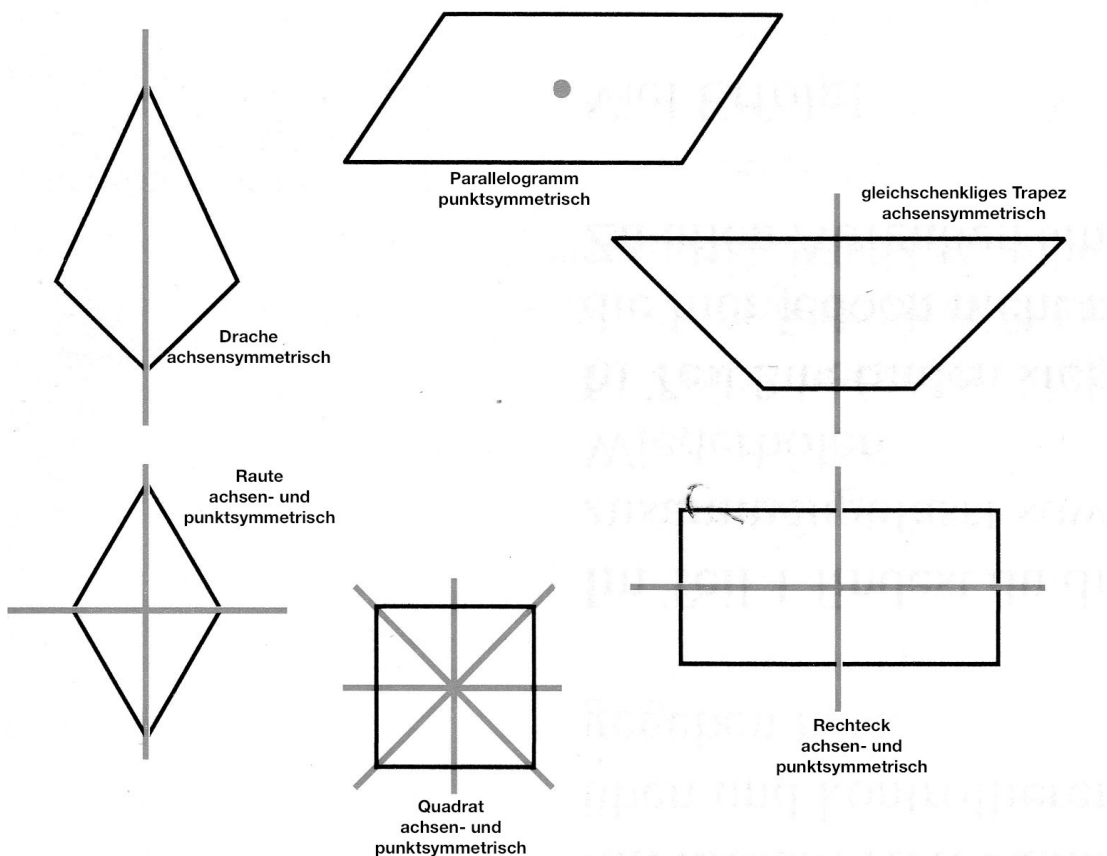 Parallelogramm
punktsymmetrisch
gleichschenkliges Trapez
achsensymmetrisch
Drache
achsensymmetrisch
Raute
achsen- und
punktsymmetrisch
Rechteck
achsen- und
punktsymmetrisch
Quadrat
achsen- und
punktsymmetrisch